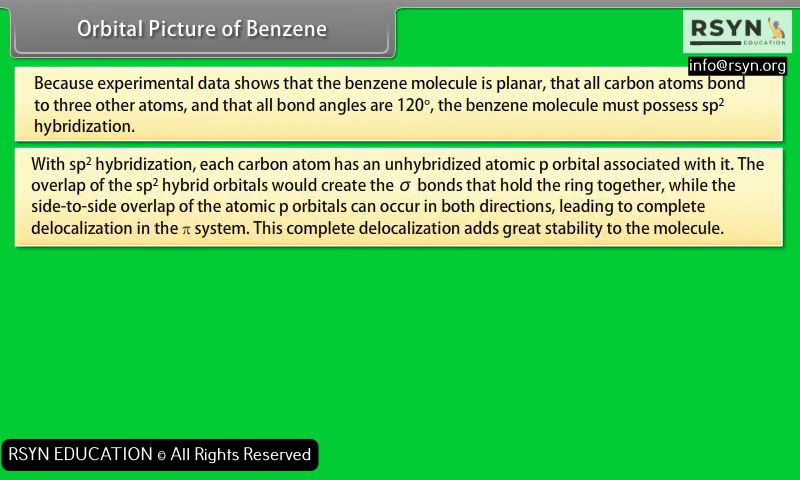 Orbital Picture of Benzene
RSYN
EDUCATION
info@rsyn.org
Because experimental data shows that the benzene molecule is planar, that all carbon atoms bond
to three other atoms, and that all bond angles are 120°, the benzene molecule must possess sp²
hybridization.
With sp² hybridization, each carbon atom has an unhybridized atomic p orbital associated with it. The
overlap of the sp² hybrid orbitals would create the σ bonds that hold the ring together, while the
side-to-side overlap of the atomic p orbitals can occur in both directions, leading to complete
delocalization in the π system. This complete delocalization adds great stability to the molecule.
RSYN EDUCATION © All Rights Reserved